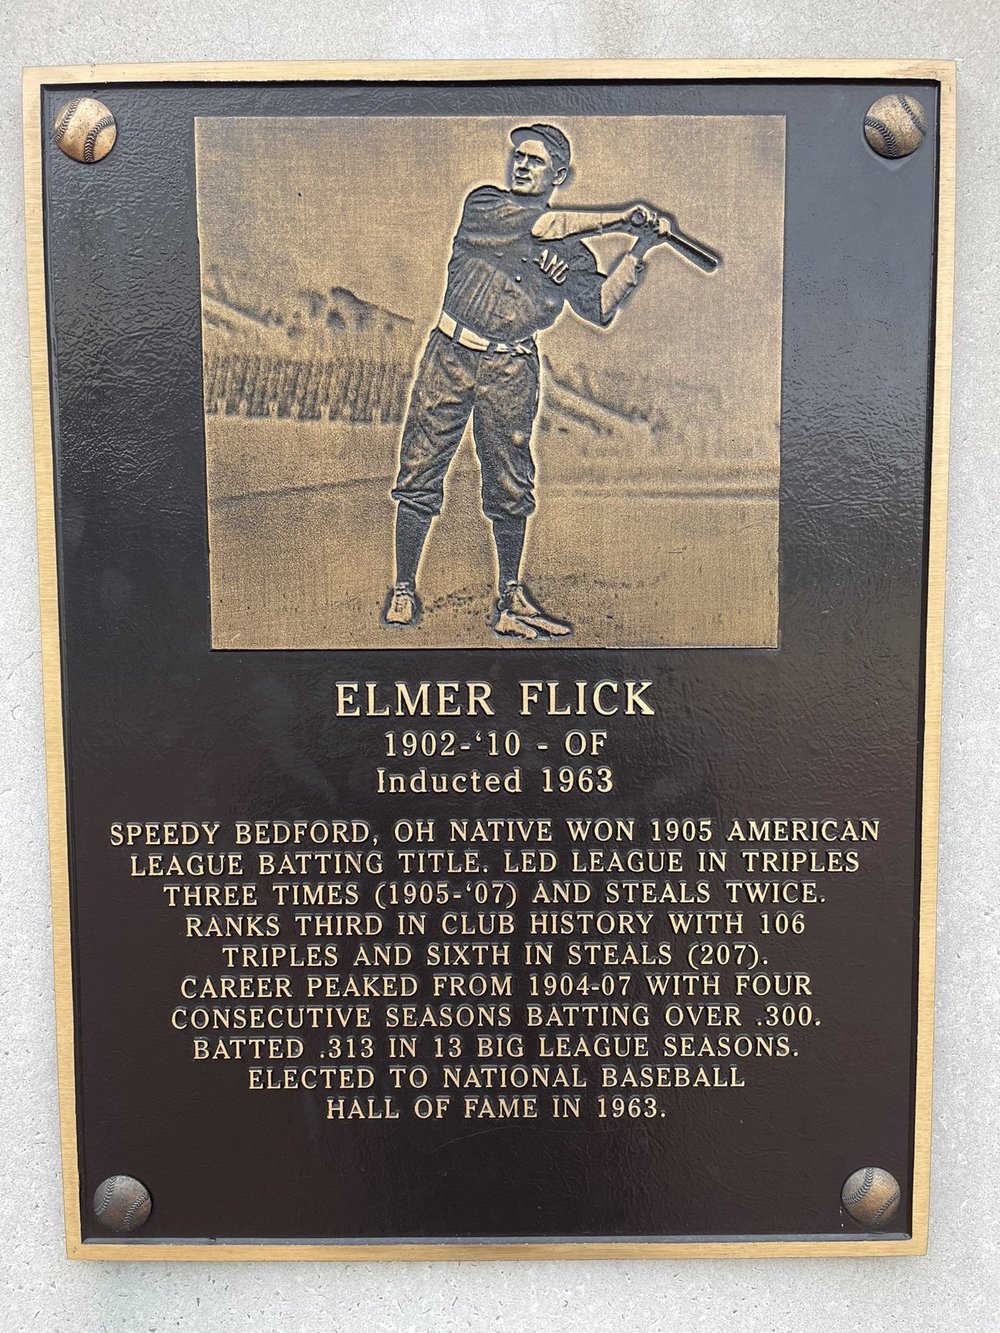 AND
ELMER FLICK
1902-‘10 - OF
Inducted 1963
SPEEDY BEDFORD, OH NATIVE WON 1905 AMERICAN
LEAGUE BATTING TITLE. LED LEAGUE IN TRIPLES
THREE TIMES (1905-‘07) AND STEALS TWICE.
RANKS THIRD IN CLUB HISTORY WITH 106
TRIPLES AND SIXTH IN STEALS (207).
CAREER PEAKED FROM 1904-07 WITH FOUR
CONSECUTIVE SEASONS BATTING OVER .300.
BATTED .313 IN 13 BIG LEAGUE SEASONS.
ELECTED TO NATIONAL BASEBALL
HALL OF FAME IN 1963.